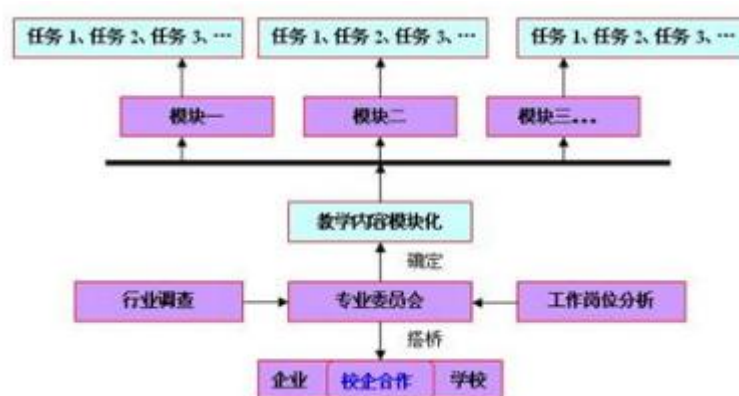 任务 1、任务 2、任务 3、…
任务 1、任务 2、任务 3、…
任务 1、任务 2、任务 3、…
模块一
模块二
模块三...
教学内容模块化
确定
行业调查
专业委员会
工作岗位分析
搭桥
企业
校企合作
学校